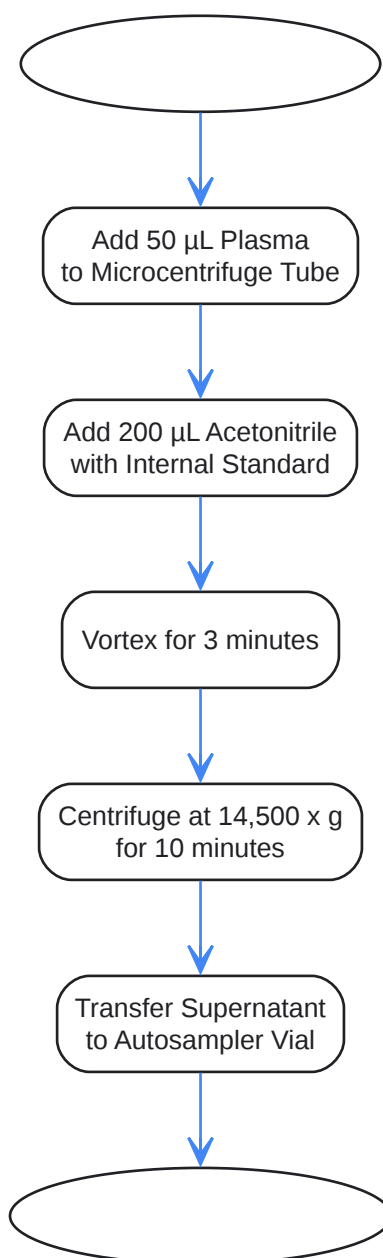 Add 50 µL Plasma
to Microcentrifuge Tube
Add 200 µL Acetonitrile
with Internal Standard
Vortex for 3 minutes
Centrifuge at 14,500 x g
for 10 minutes
Transfer Supernatant
to Autosampler Vial